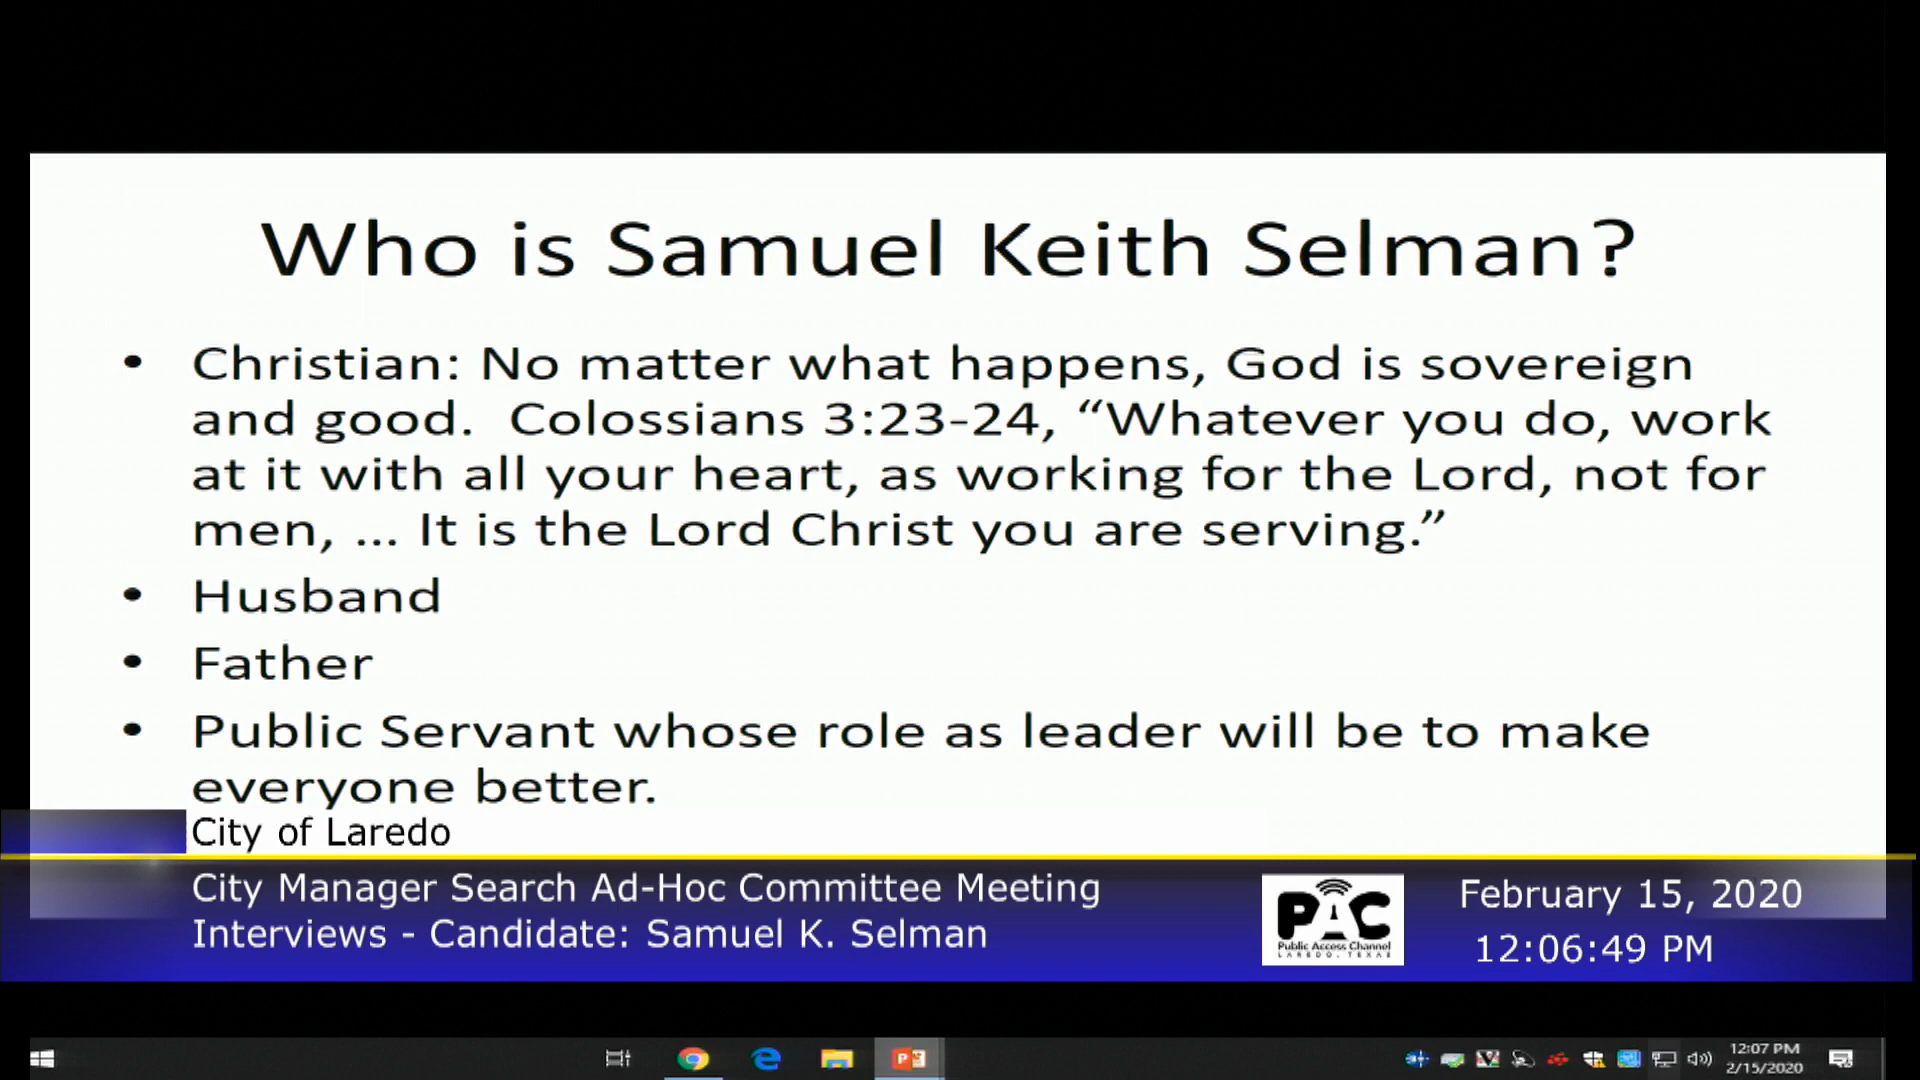 Who is Samuel Keith Selman?
• Christian: No matter what happens, God is sovereign
and good. Colossians 3:23-24, “Whatever you do, work
at it with all your heart, as working for the Lord, not for
men, ... It is the Lord Christ you are serving.”
• Husband
• Father
• Public Servant whose role as leader will be to make
everyone better.
City of Laredo
City Manager Search Ad-Hoc Committee Meeting
Interviews - Candidate: Samuel K. Selman
PAC
Public Access Channel
LAREDO, TEXAS
February 15, 2020
12:06:49 PM
12:07 PM
2/15/2020